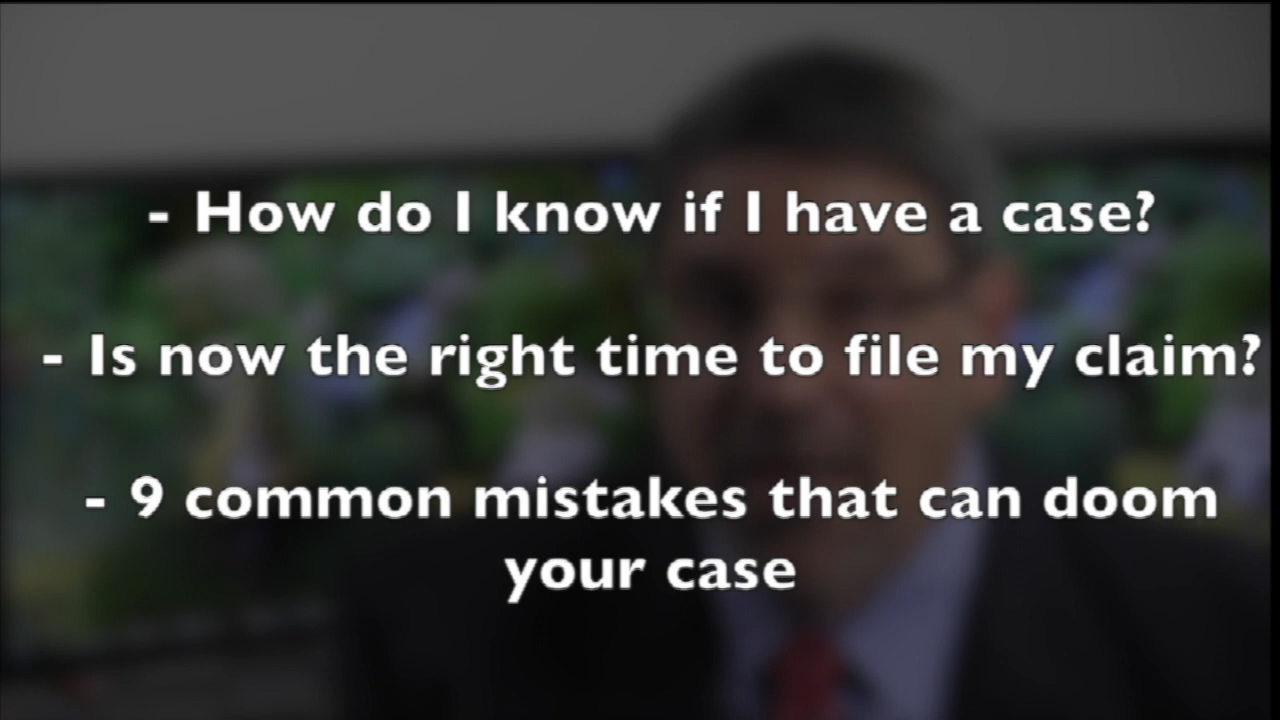 - How do I know if I have a case?
- Is now the right time to file my claim?
- 9 common mistakes that can doom
your case